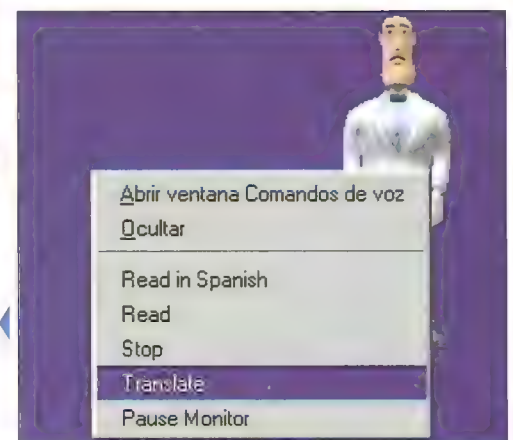 Abrir ventana Comandos de voz
Ocultar
Read in Spanish
Read
Stop
Translate
Pause Monitor